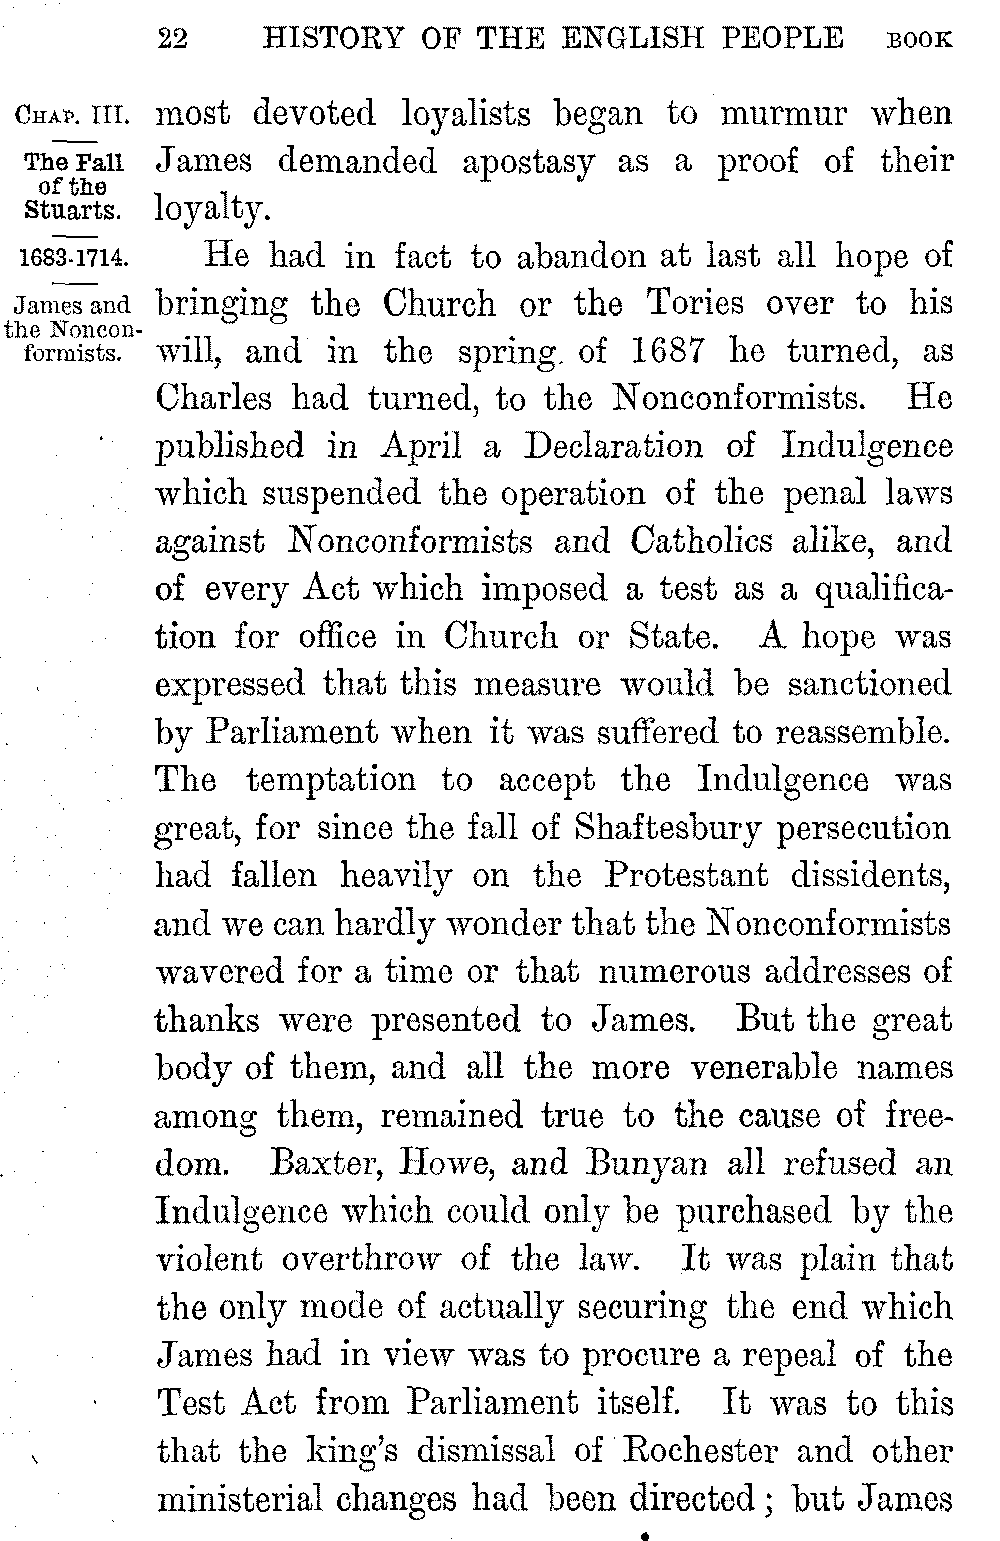 22 HISTORY OF THE ENGLISH PEOPLE BOOK
CHAP. III.
The Fall
of the
Stuarts.
1683-1714.
James and
the Noncon-
formists.
most devoted loyalists began to murmur when
James demanded apostasy as a proof of their
loyalty.
He had in fact to abandon at last all hope of
bringing the Church or the Tories over to his
will, and in the spring of 1687 he turned, as
Charles had turned, to the Nonconformists. He
published in April a Declaration of Indulgence
which suspended the operation of the penal laws
against Nonconformists and Catholics alike, and
of every Act which imposed a test as a qualifica-
tion for office in Church or State. A hope was
expressed that this measure would be sanctioned
by Parliament when it was suffered to reassemble.
The temptation to accept the Indulgence was
great, for since the fall of Shaftesbury persecution
had fallen heavily on the Protestant dissidents,
and we can hardly wonder that the Nonconformists
wavered for a time or that numerous addresses of
thanks were presented to James. But the great
body of them, and all the more venerable names
among them, remained true to the cause of free-
dom. Baxter, Howe, and Bunyan all refused an
Indulgence which could only be purchased by the
violent overthrow of the law. It was plain that
the only mode of actually securing the end which
James had in view was to procure a repeal of the
Test Act from Parliament itself. It was to this
that the king's dismissal of Rochester and other
ministerial changes had been directed; but James